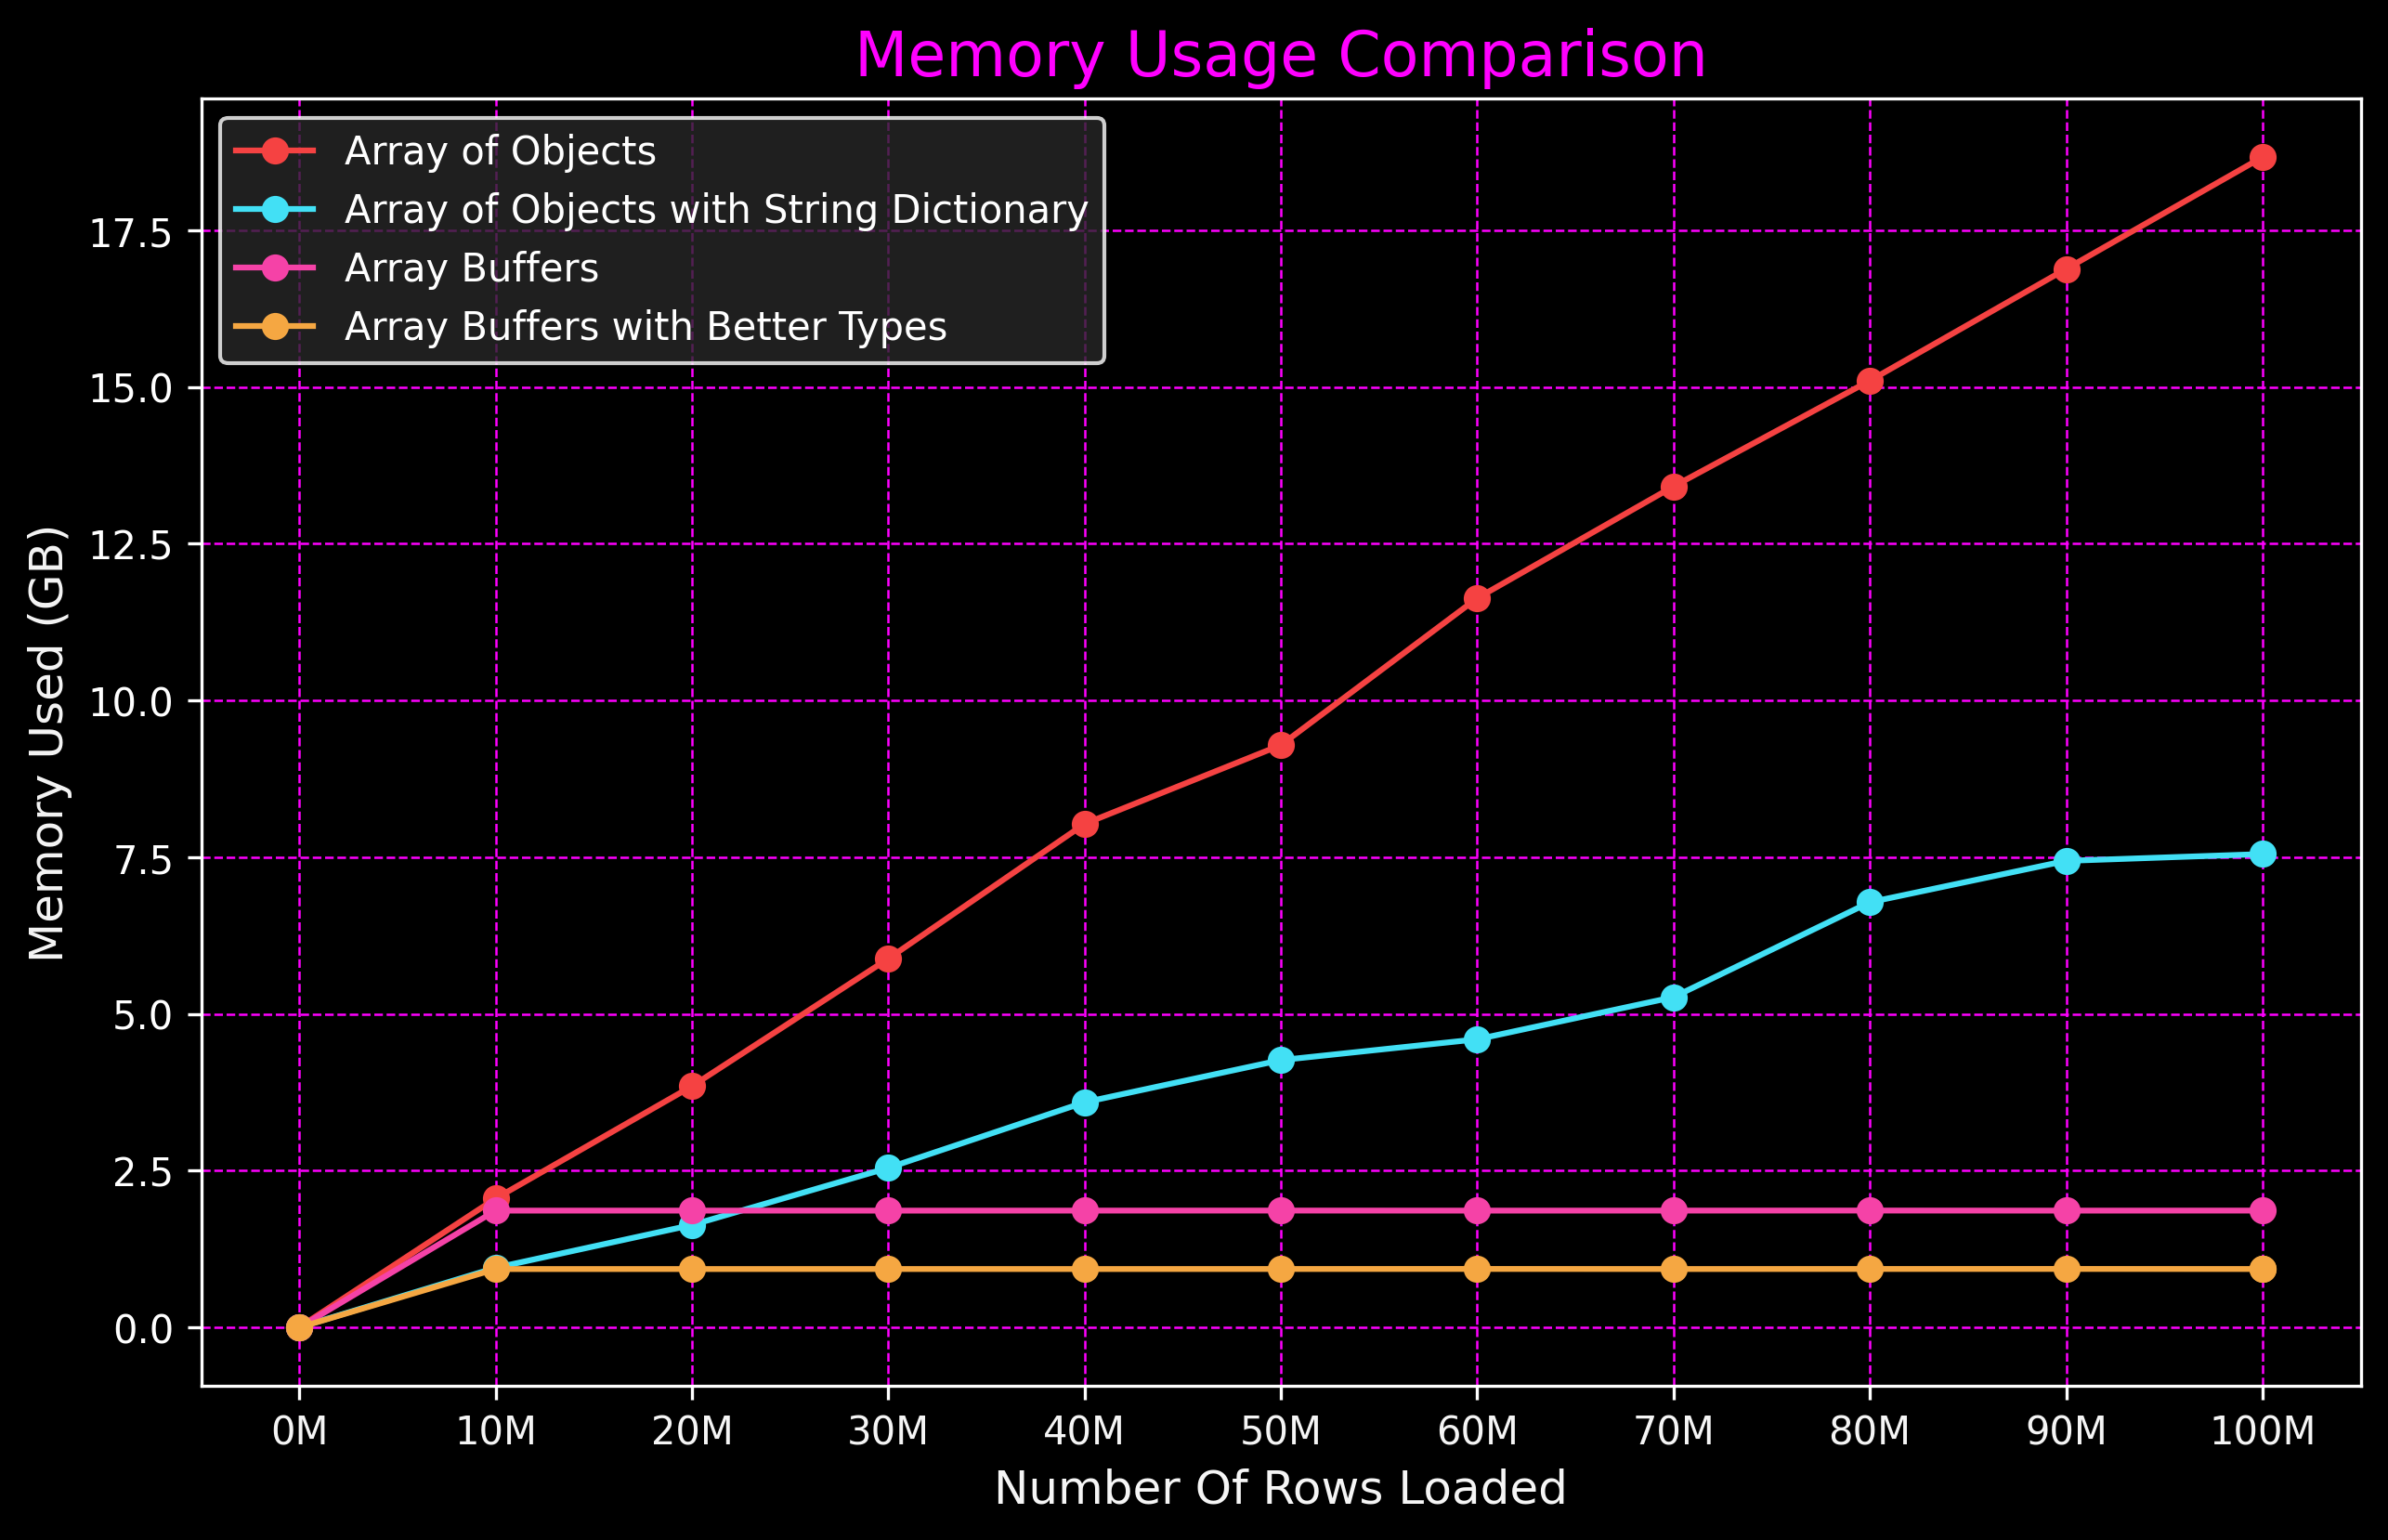 Memory Usage Comparison
Array of Objects
Array of Objects with String Dictionary
Array Buffers
Array Buffers with Better Types
Memory Used (GB)
17.5
15.0
12.5
10.0
7.5
5.0
2.5
0.0
0M 10M 20M 30M 40M 50M 60M 70M 80M 90M 100M
Number Of Rows Loaded